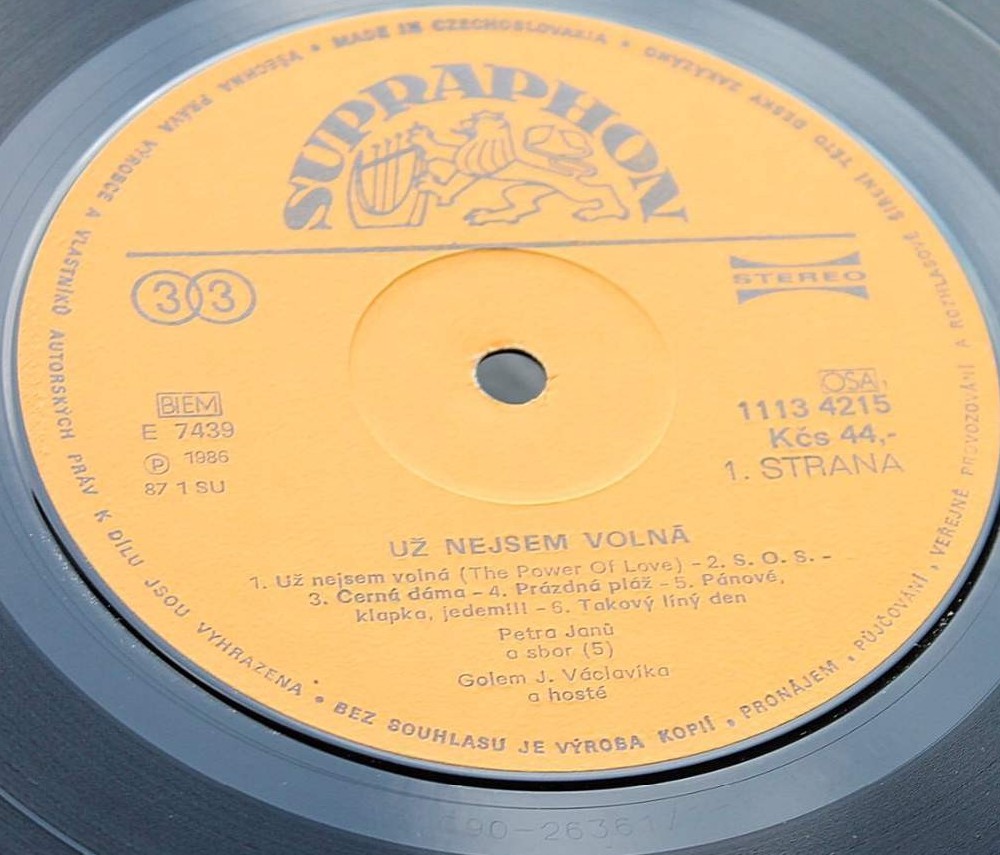 VŠECHNA PRÁVA VÝROBCE A VLASTNÍKŮ AUTORSKÝCH PRÁV K DÍLU JSOU VYHRAZENA • BEZ SOUHLASU JE VÝROBA KOPIÍ, PRONÁJEM, PŮJČOVÁNÍ, VEŘEJNÉ PROVOZOVÁNÍ A ROZHLASOVÉ ŠÍŘENÍ TÉTO DESKY ZAKÁZÁNO • MADE IN CZECHOSLOVAKIA •
SUPRAPHON
33
STEREO
BIEM
E 7439
Ⓟ 1986
87 1 SU
OSA
1113 4215
Kčs 44,-
1. STRANA
UŽ NEJSEM VOLNÁ
1. Už nejsem volná (The Power Of Love) – 2. S. O. S. –
3. Černá dáma – 4. Prázdná pláž – 5. Pánové,
klapka, jedem!!! – 6. Takový líný den
Petra Janů
a sbor (5)
Golem J. Václavíka
a hosté